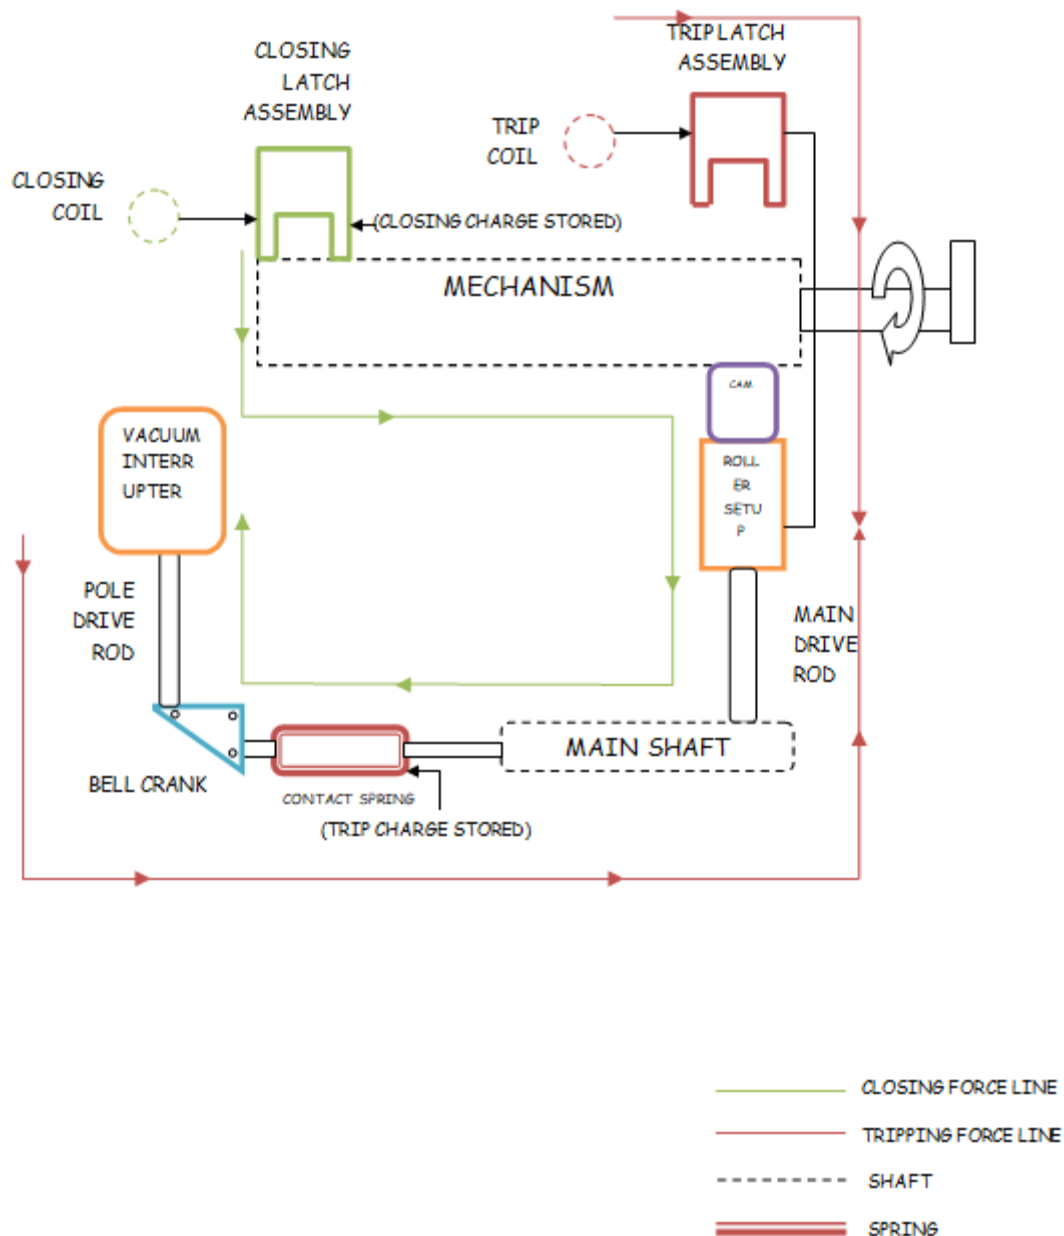 CLOSING
LATCH
ASSEMBLY
TRIPLATCH
ASSEMBLY
TRIP
COIL
CLOSING
COIL
(CLOSING CHARGE STORED)
MECHANISM
CAM
VACUUM
INTERR
UPTER
ROLL
ER
SETU
P
POLE
DRIVE
ROD
MAIN
DRIVE
ROD
MAIN SHAFT
BELL CRANK
CONTACT SPRING
(TRIP CHARGE STORED)
CLOSING FORCE LINE
TRIPPING FORCE LINE
SHAFT
SPRING